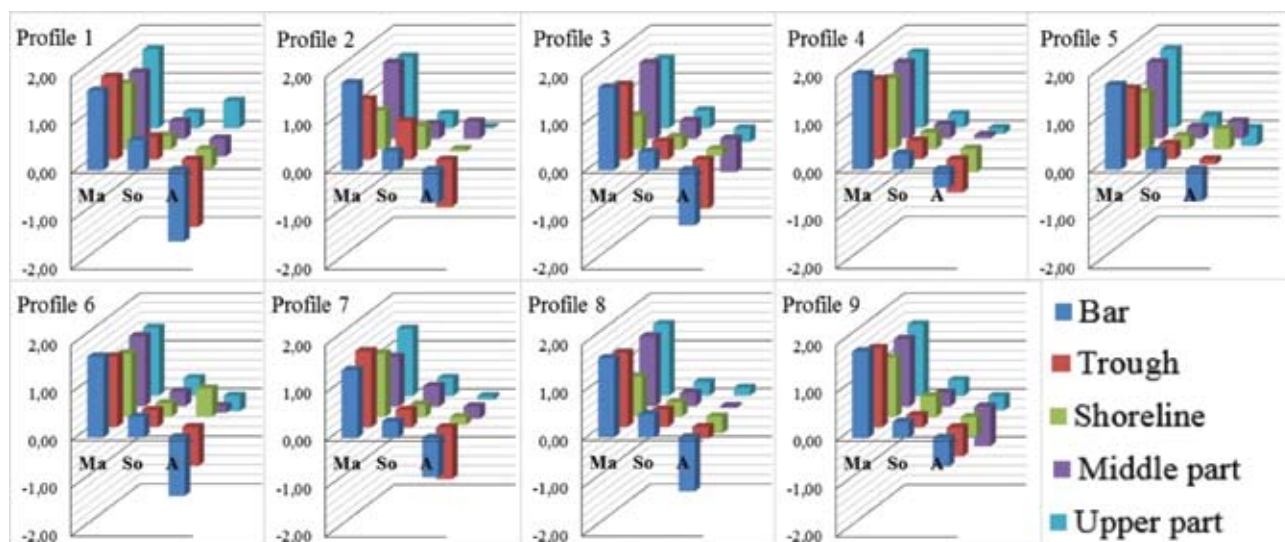 Profile 1
2,00
1,00
0,00
-1,00
-2,00
Ma So A
Profile 2
2,00
1,00
0,00
-1,00
-2,00
Ma So A
Profile 3
2,00
1,00
0,00
-1,00
-2,00
Ma So A
Profile 4
2,00
1,00
0,00
-1,00
-2,00
Ma So A
Profile 5
2,00
1,00
0,00
-1,00
-2,00
Ma So A
Profile 6
2,00
1,00
0,00
-1,00
-2,00
Ma So A
Profile 7
2,00
1,00
0,00
-1,00
-2,00
Ma So A
Profile 8
2,00
1,00
0,00
-1,00
-2,00
Ma So A
Profile 9
2,00
1,00
0,00
-1,00
-2,00
Ma So A
Bar
Trough
Shoreline
Middle part
Upper part